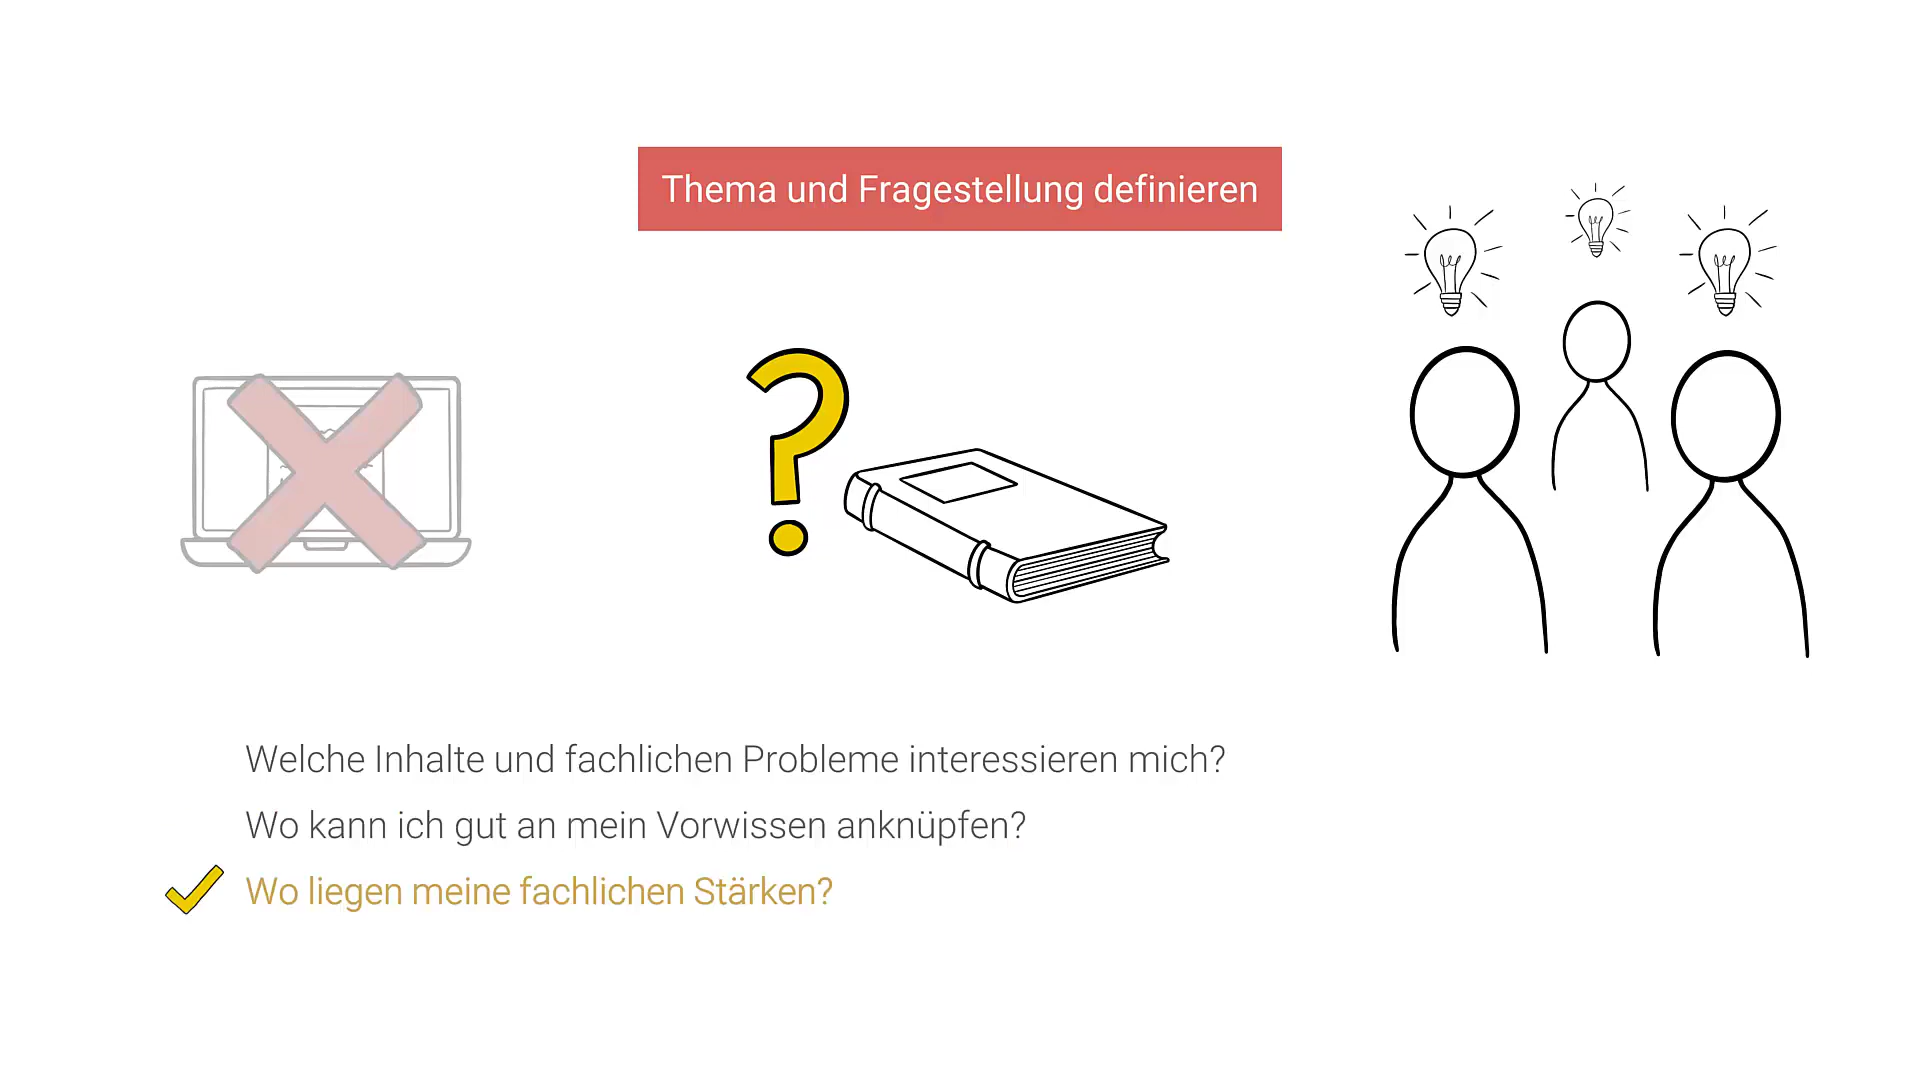 Thema und Fragestellung definieren
Welche Inhalte und fachlichen Probleme interessieren mich?
Wo kann ich gut an mein Vorwissen anknüpfen?
Wo liegen meine fachlichen Stärken?